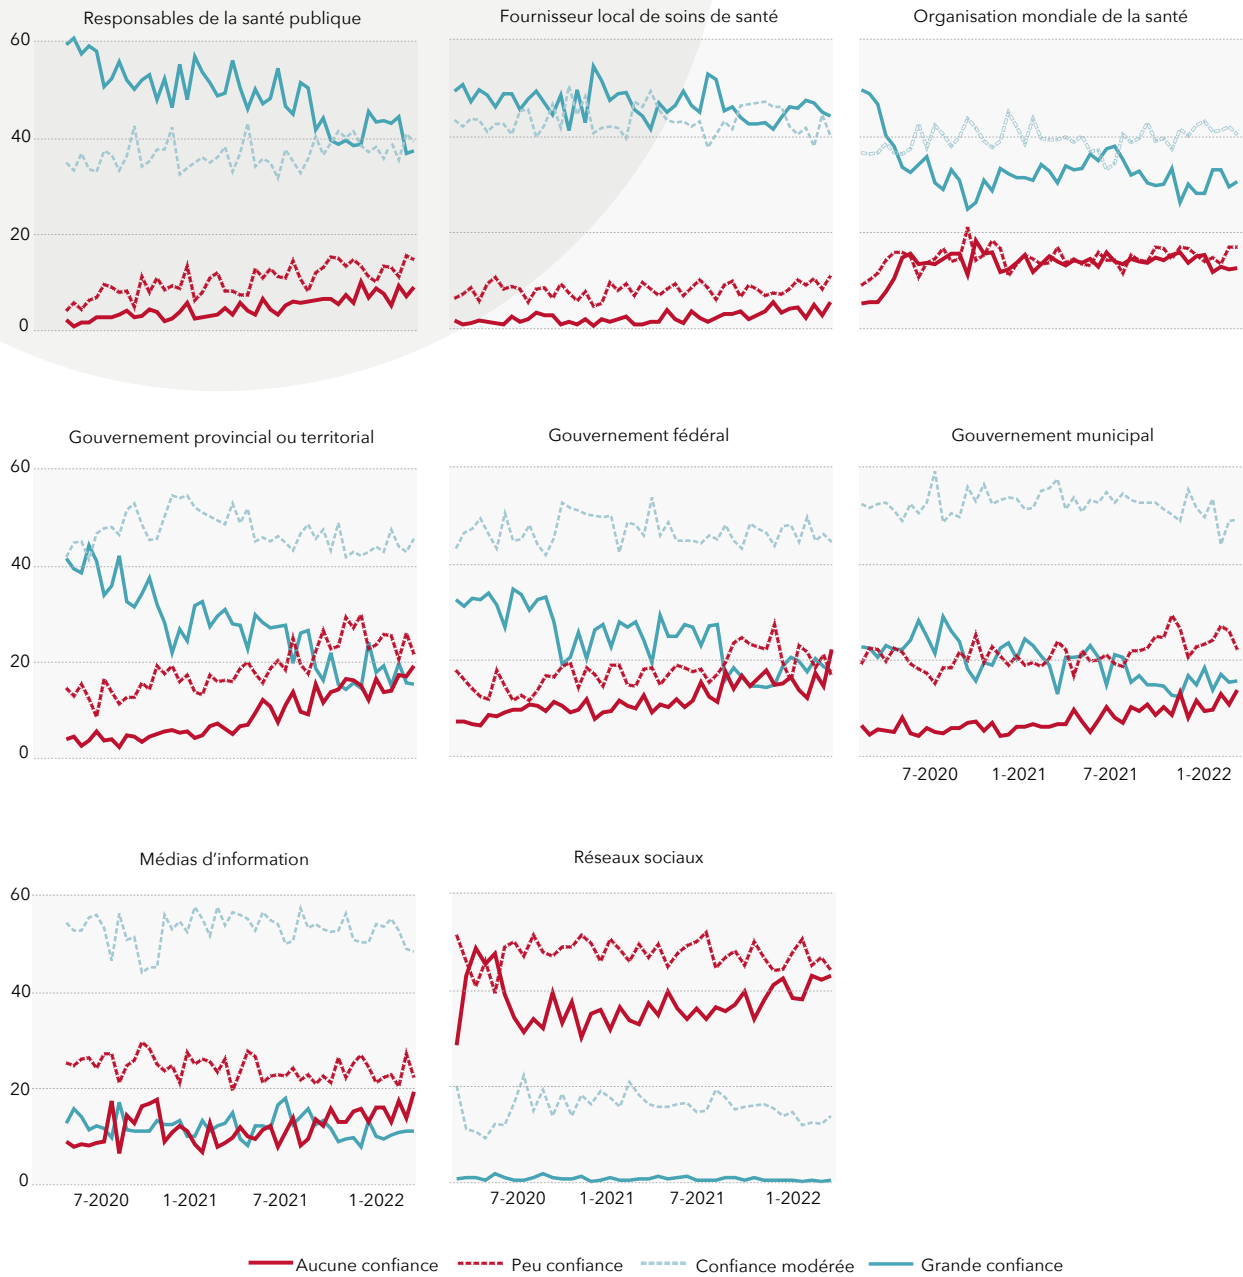 Responsables de la santé publique
Fournisseur local de soins de santé
Organisation mondiale de la santé
60
40
20
0
Gouvernement provincial ou territorial
Gouvernement fédéral
Gouvernement municipal
60
40
20
0
7-2020 1-2021 7-2021 1-2022
Médias d’information
Réseaux sociaux
60
40
20
0
7-2020 1-2021 7-2021 1-2022
7-2020 1-2021 7-2021 1-2022
Aucune confiance Peu confiance Confiance modérée Grande confiance